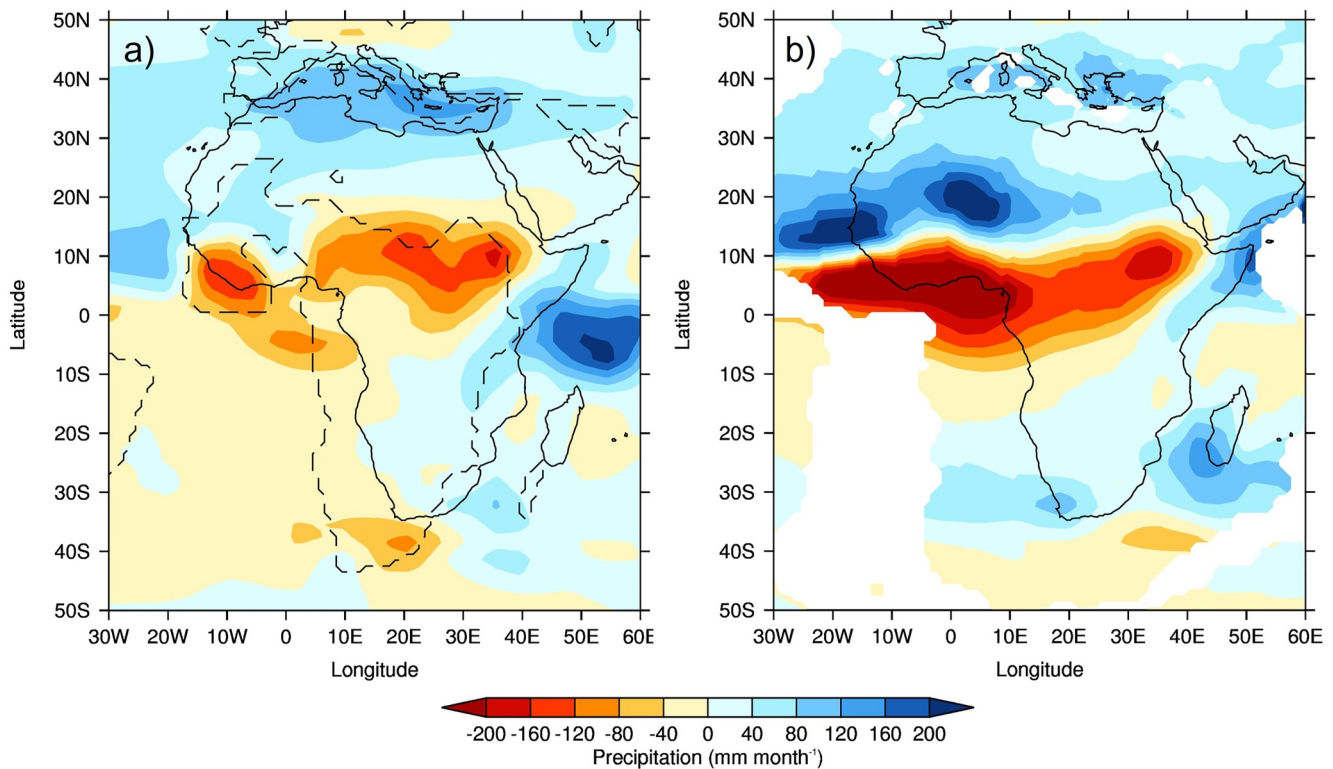 a)
50N
40N
30N
20N
10N
0
10S
20S
30S
40S
50S
Latitude
30W 20W 10W 0 10E 20E 30E 40E 50E 60E
Longitude
b)
50N
40N
30N
20N
10N
0
10S
20S
30S
40S
50S
Latitude
30W 20W 10W 0 10E 20E 30E 40E 50E 60E
Longitude
-200 -160 -120 -80 -40 0 40 80 120 160 200
Precipitation (mm month⁻¹)